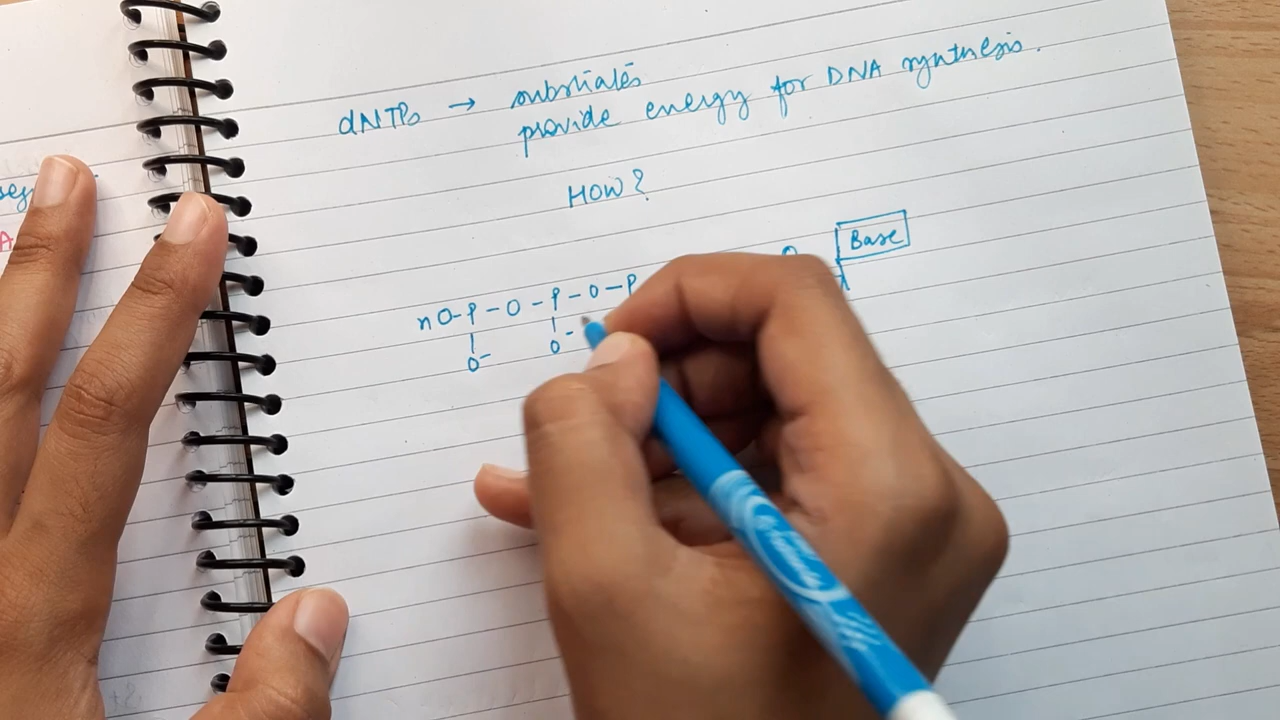 dNTPs → substrates
provide energy for DNA synthesis.
HOW?
Base
O
nO-P-O-P-O-P
O⁻ O⁻
A